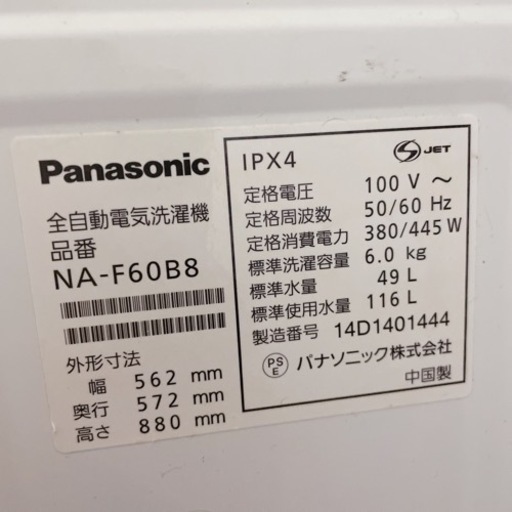 Panasonic
全自動電気洗濯機
品番
NA-F60B8
外形寸法
幅 562 mm
奥行 572 mm
高さ 880 mm
IPX4
JET
定格電圧 100 V ～
定格周波数 50/60 Hz
定格消費電力 380/445 W
標準洗濯容量 6.0 kg
標準水量 49 L
標準使用水量 116 L
製造番号 14D1401444
PS
E
パナソニック株式会社
中国製